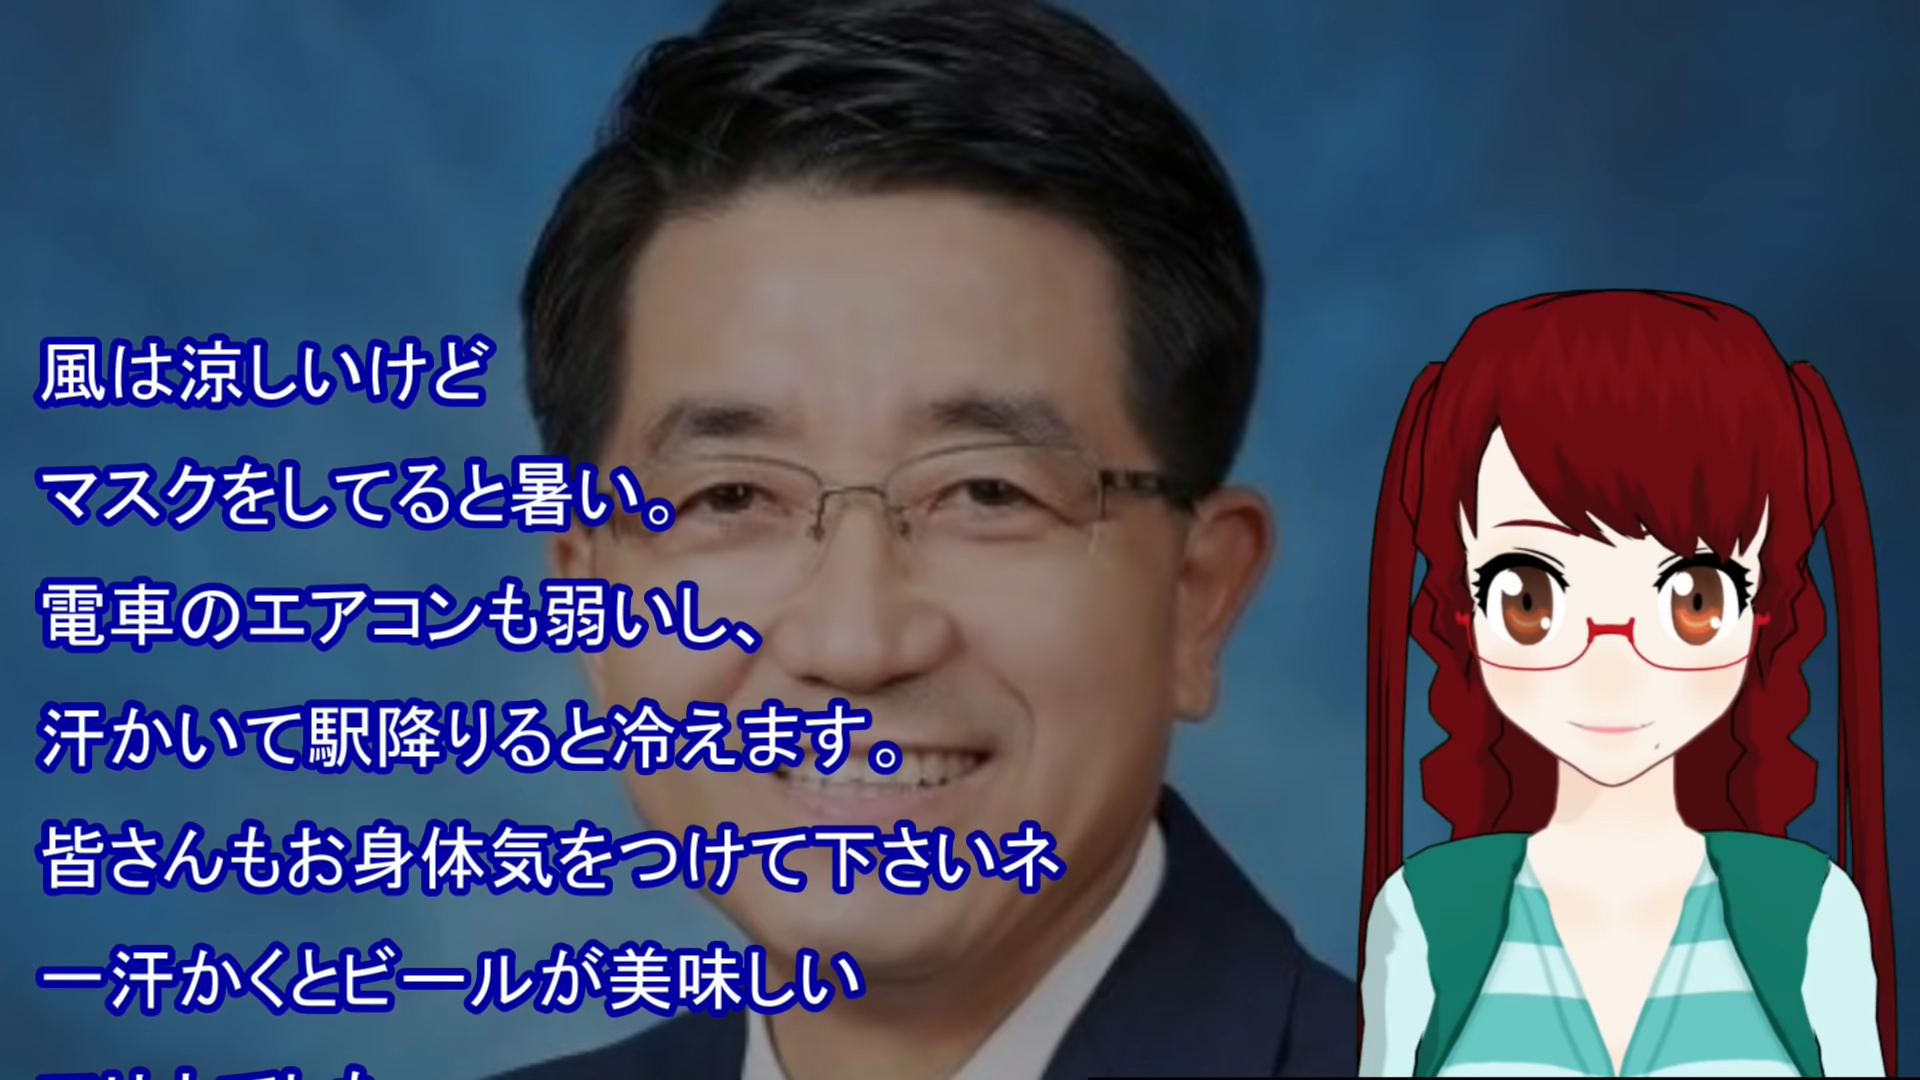 風は涼しいけど
マスクをしてると暑い。
電車のエアコンも弱いし、
汗かいて駅降りると冷えます。
皆さんもお身体気をつけて下さいネ
一汗かくとビールが美味しい